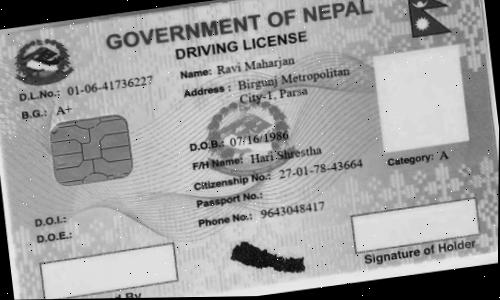 GOVERNMENT OF NEPAL
DRIVING LICENSE
D.L.No.: 01-06-41736227
B.G.: A+
Name: Ravi Maharjan
Address : Birgunj Metropolitan
City-1, Parsa
D.O.B.: 07/16/1986
F/H Name: Hari Shrestha
Citizenship No.: 27-01-78-43664
Passport No.:
Phone No.: 9643048417
Category: A
D.O.I.:
D.O.E.:
Signature of Holder
By